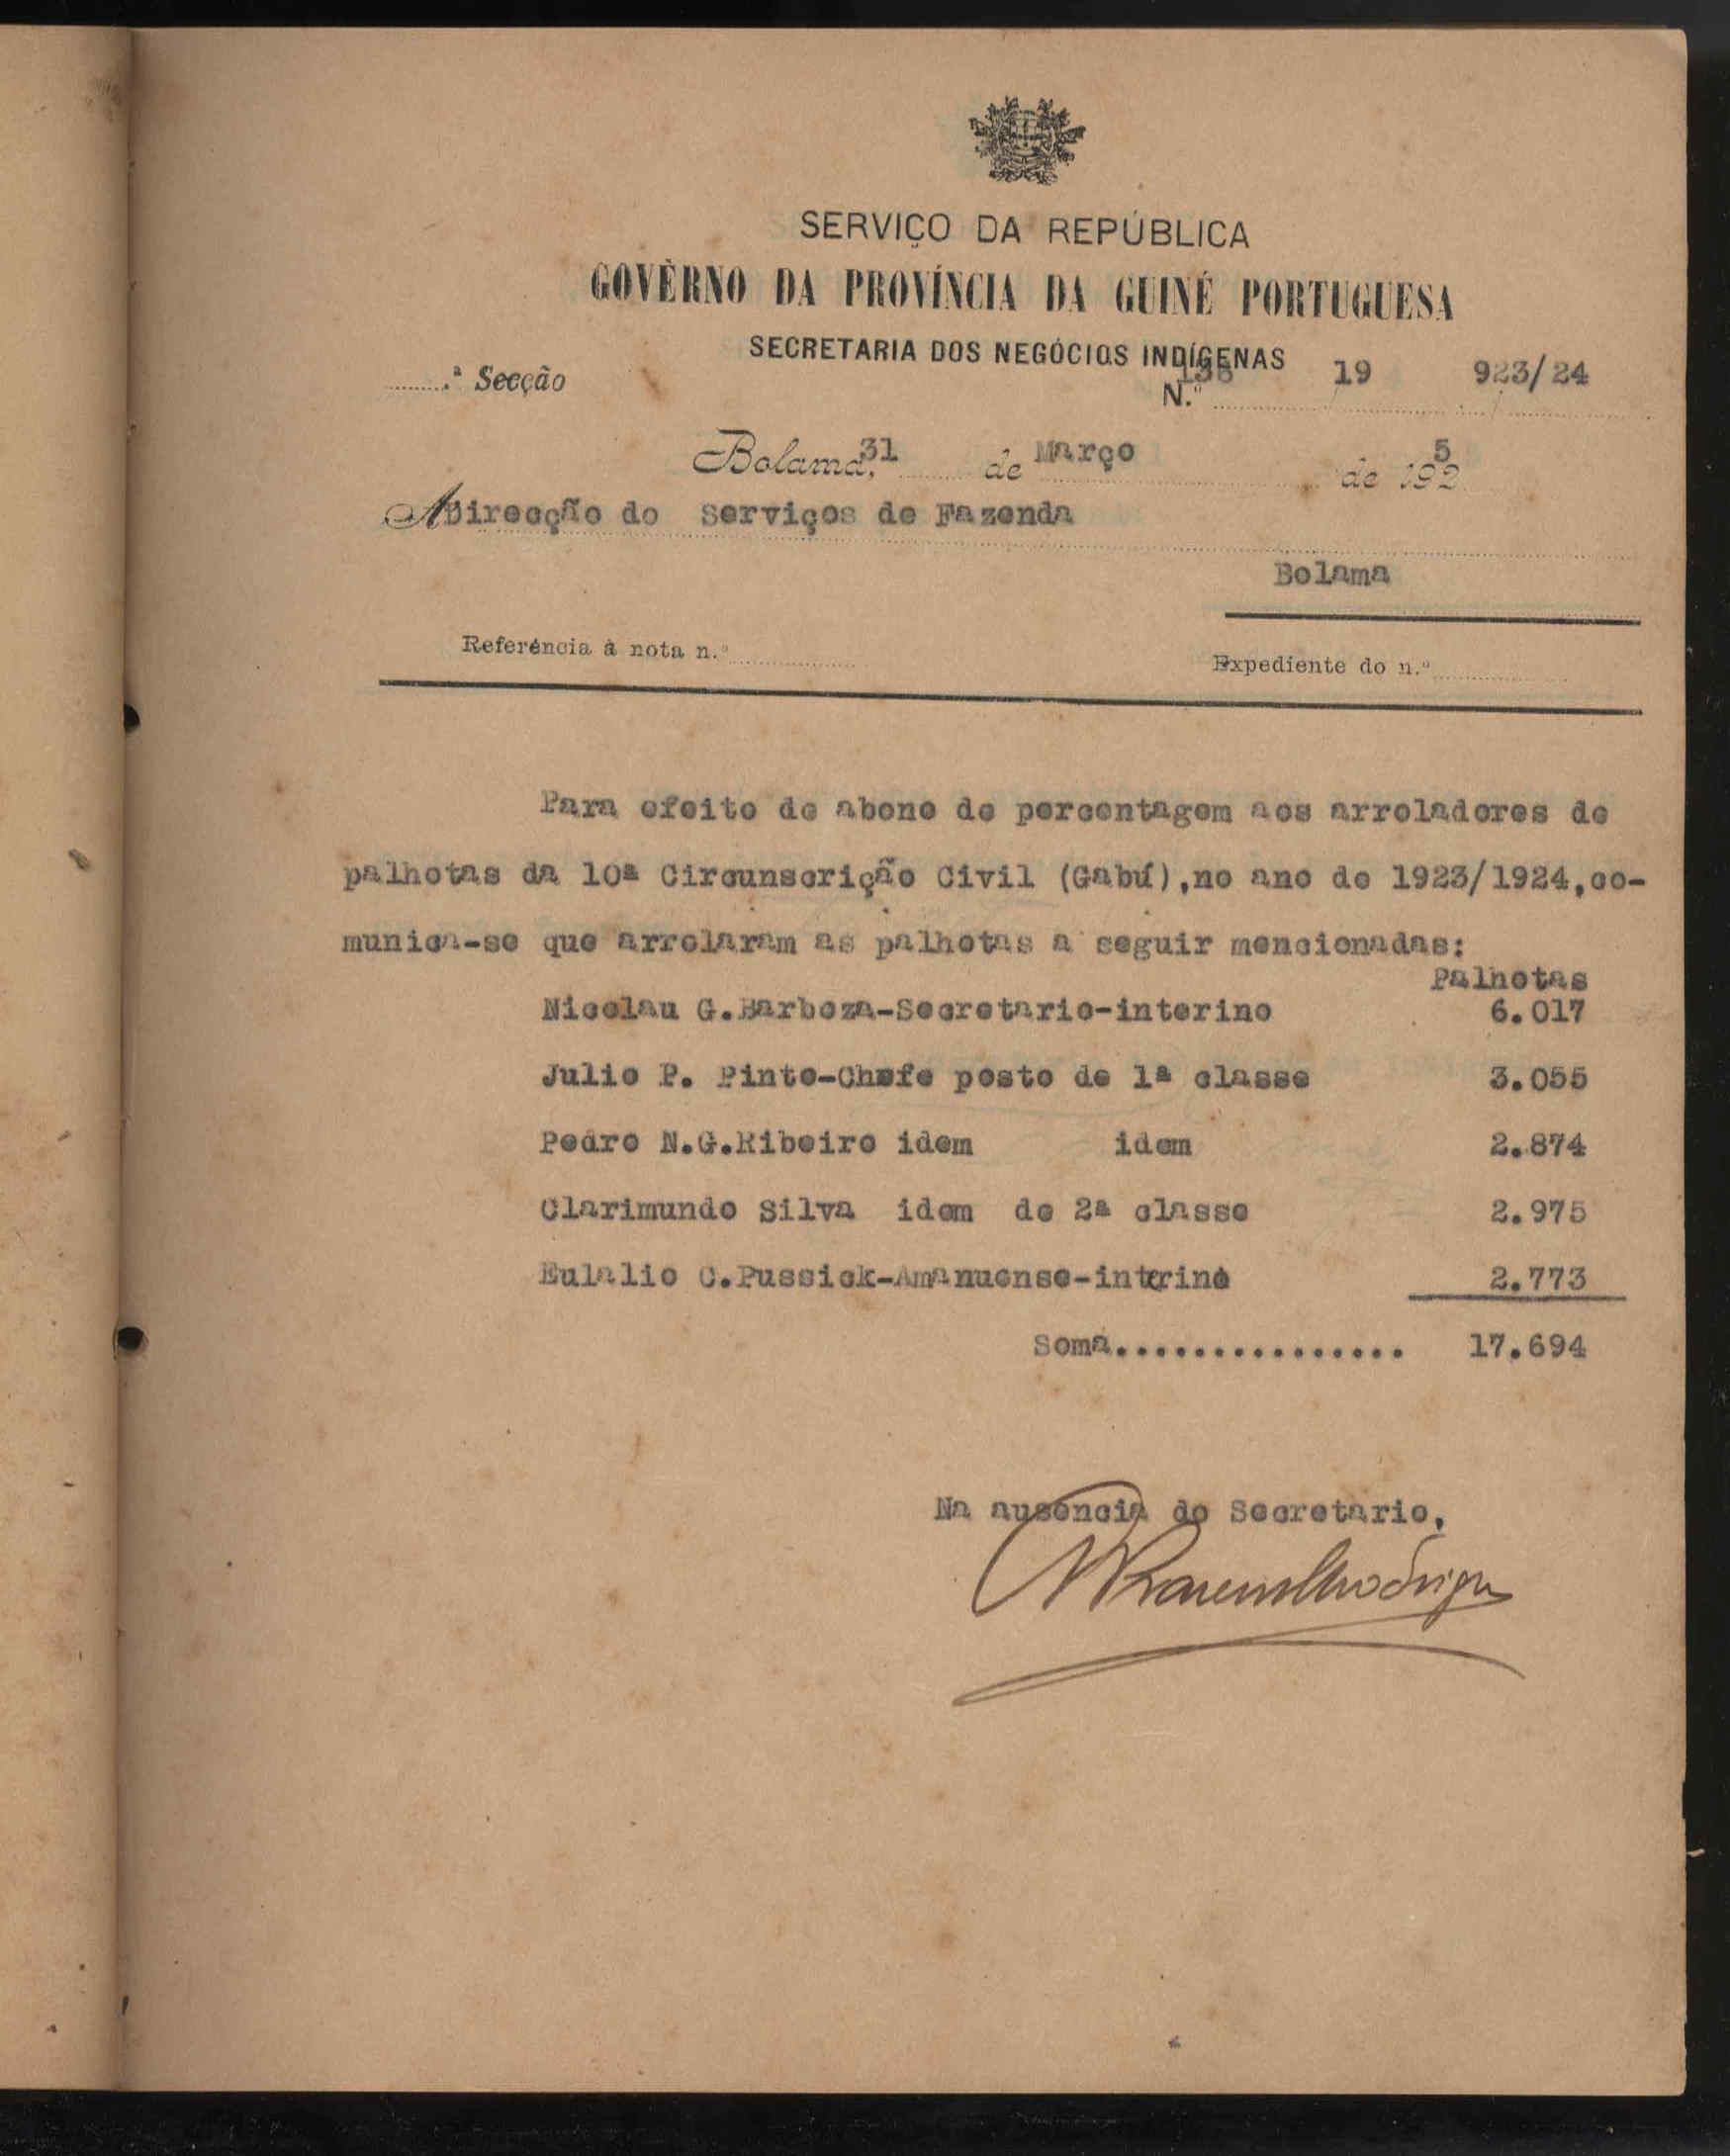 SERVIÇO DA REPÚBLICA
GOVÊRNO DA PROVÍNCIA DA GUINÉ PORTUGUESA
SECRETARIA DOS NEGÓCIOS INDÍGENAS
.........ª Secção
N.º 19 923/24
Bolama, 31 de Março de 1925
A Direcção do Serviços de Fazenda
Bolama
Referência à nota n.º
Expediente do n.º
Para efeito de abono de percentagem aos arroladores de
palhotas da 10ª Circunscrição Civil (Gabú),no ano de 1923/1924,co-
munica-se que arrolaram as palhotas a seguir mencionadas:
Palhotas
Nicolau G.Barboza-Secretario-interino 6.017
Julio P. Pinto-Chefe posto de 1ª classe 3.055
Pedro N.G.Ribeiro idem idem 2.874
Clarimundo Silva idem de 2ª classe 2.975
Eulalio C.Pussick-Amanuense-interino 2.773
Soma............... 17.694
Na ausencia do Secretario,